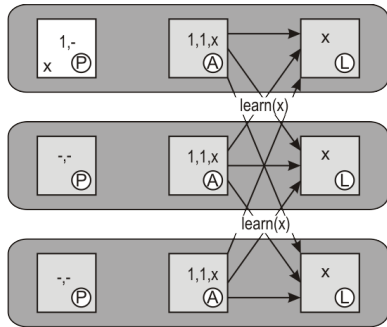 1,-
x
P
1,1,x
A
x
L
learn(x)
-,-
P
1,1,x
A
x
L
learn(x)
-,-
P
1,1,x
A
x
L